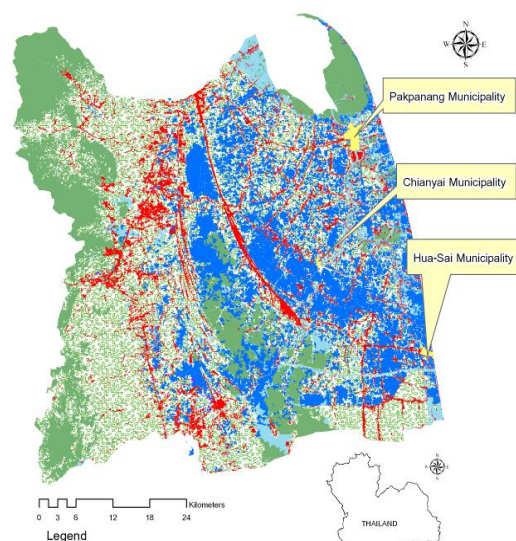 N
W E
S
Pakpanang Municipality
Chianyai Municipality
Hua-Sai Municipality
Kilometers
0 3 6 12 18 24
Legend
THAILAND